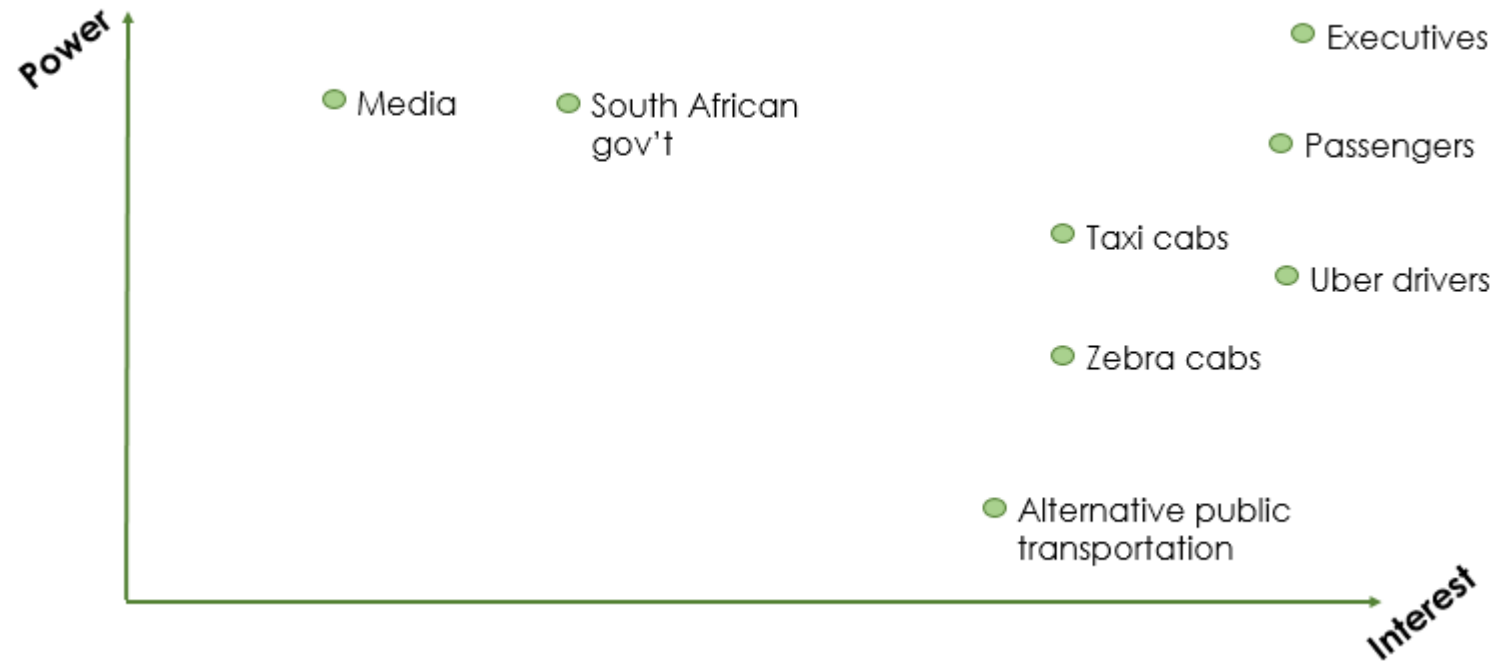 Power
Executives
Media
South African
gov't
Passengers
Taxi cabs
Uber drivers
Zebra cabs
Alternative public
transportation
Interest